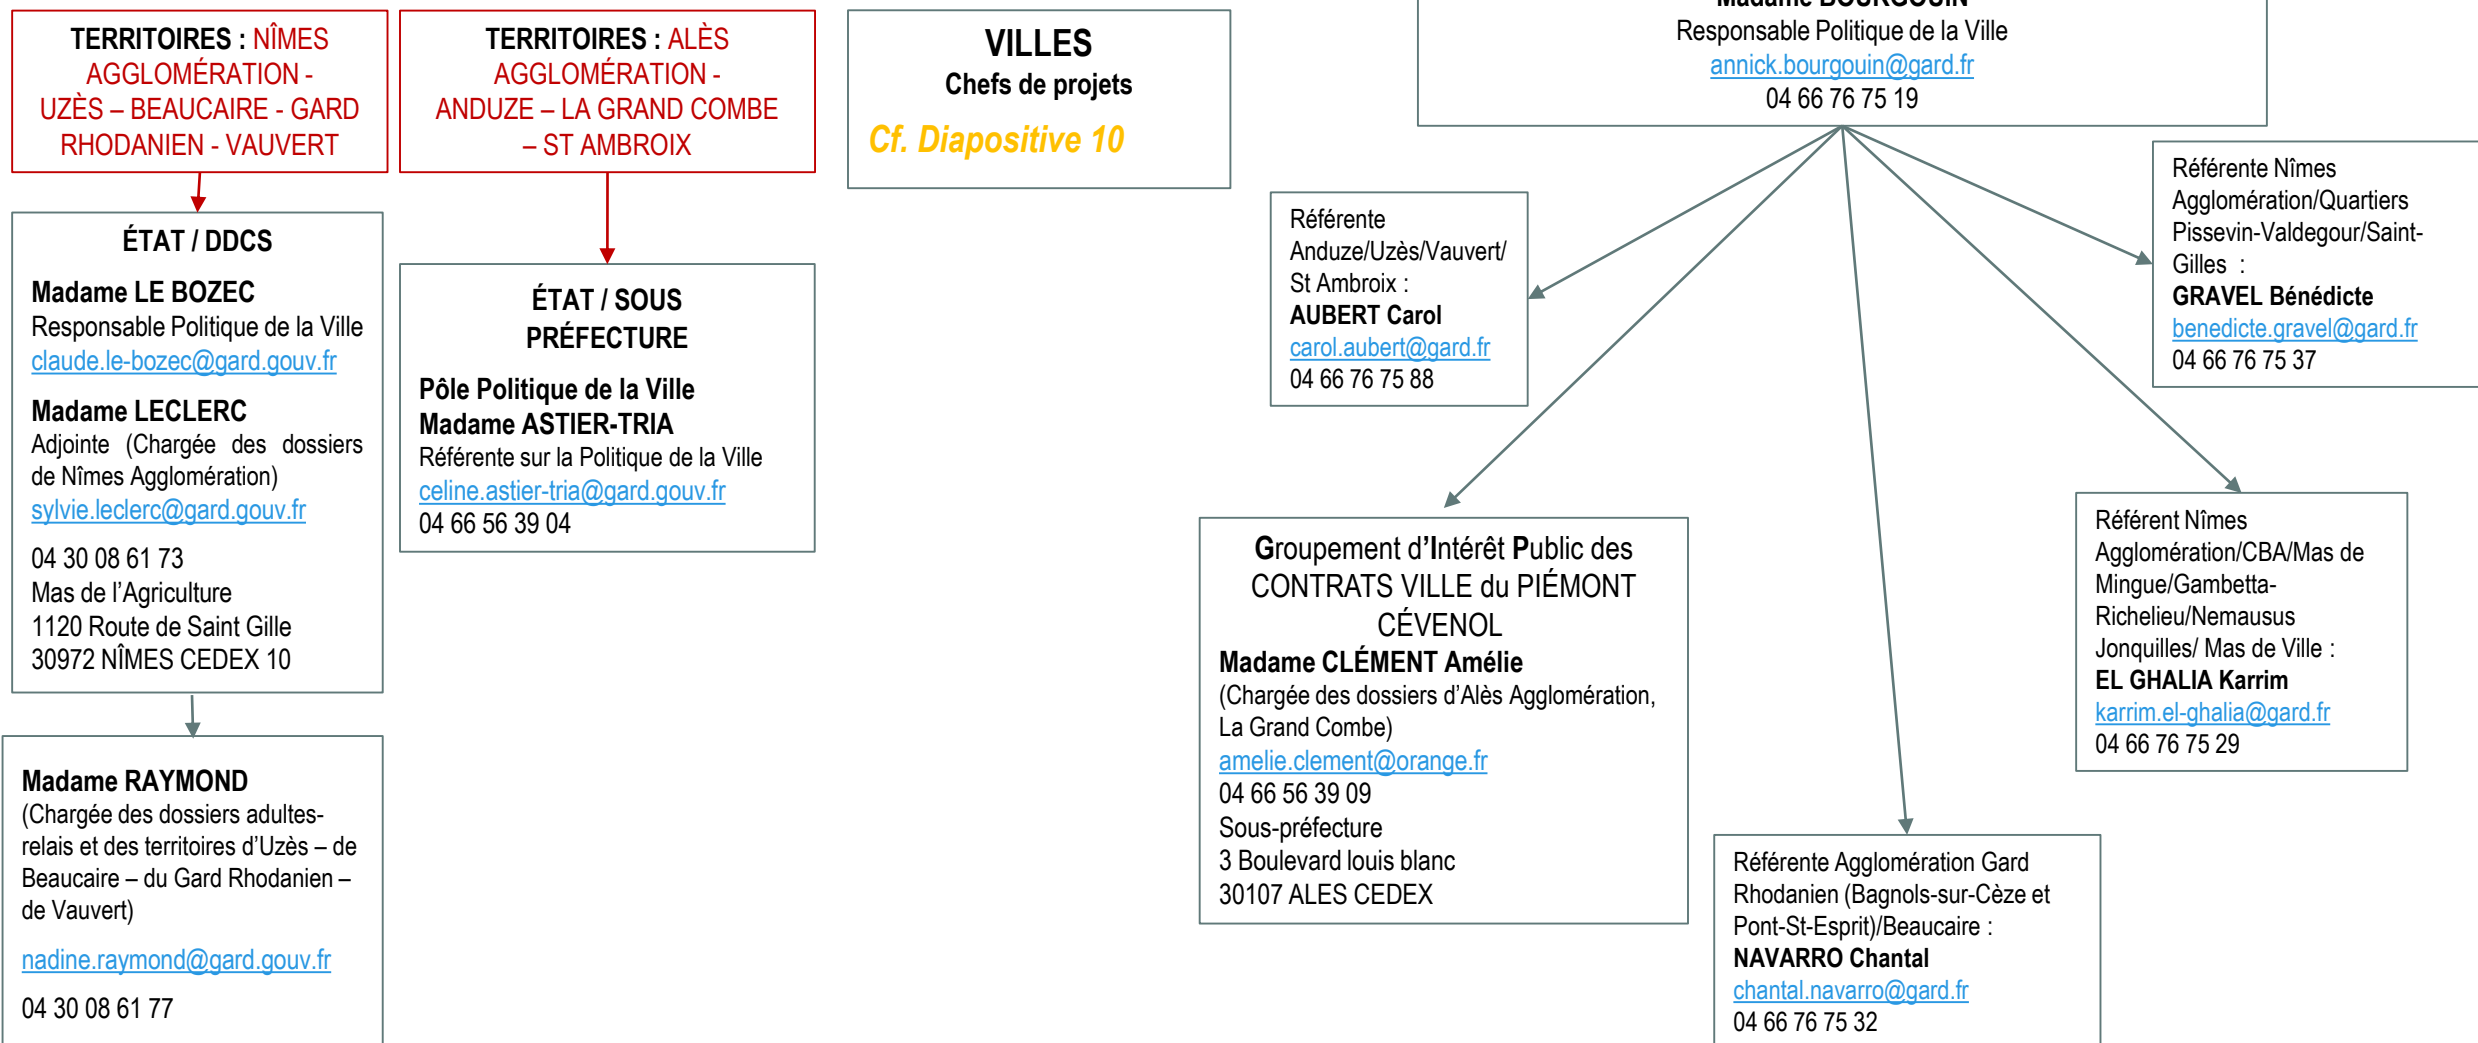 TERRITOIRES : NÎMES
AGGLOMÉRATION -
UZÈS – BEAUCAIRE - GARD
RHODANIEN - VAUVERT
ÉTAT / DDCS
Madame LE BOZEC
Responsable Politique de la Ville
claude.le-bozec@gard.gouv.fr
Madame LECLERC
Adjointe (Chargée des dossiers
de Nîmes Agglomération)
sylvie.leclerc@gard.gouv.fr
04 30 08 61 73
Mas de l’Agriculture
1120 Route de Saint Gille
30972 NÎMES CEDEX 10
Madame RAYMOND
(Chargée des dossiers adultes-
relais et des territoires d’Uzès – de
Beaucaire – du Gard Rhodanien –
de Vauvert)
nadine.raymond@gard.gouv.fr
04 30 08 61 77
TERRITOIRES : ALÈS
AGGLOMÉRATION -
ANDUZE – LA GRAND COMBE
– ST AMBROIX
ÉTAT / SOUS
PRÉFECTURE
Pôle Politique de la Ville
Madame ASTIER-TRIA
Référente sur la Politique de la Ville
celine.astier-tria@gard.gouv.fr
04 66 56 39 04
VILLES
Chefs de projets
Cf. Diapositive 10
Madame BOURGOUIN
Responsable Politique de la Ville
annick.bourgouin@gard.fr
04 66 76 75 19
Référente
Anduze/Uzès/Vauvert/
St Ambroix :
AUBERT Carol
carol.aubert@gard.fr
04 66 76 75 88
Groupement d’Intérêt Public des
CONTRATS VILLE du PIÉMONT
CÉVENOL
Madame CLÉMENT Amélie
(Chargée des dossiers d’Alès Agglomération,
La Grand Combe)
amelie.clement@orange.fr
04 66 56 39 09
Sous-préfecture
3 Boulevard louis blanc
30107 ALES CEDEX
Référente Agglomération Gard
Rhodanien (Bagnols-sur-Cèze et
Pont-St-Esprit)/Beaucaire :
NAVARRO Chantal
chantal.navarro@gard.fr
04 66 76 75 32
Référent Nîmes
Agglomération/CBA/Mas de
Mingue/Gambetta-
Richelieu/Nemausus
Jonquilles/ Mas de Ville :
EL GHALIA Karrim
karrim.el-ghalia@gard.fr
04 66 76 75 29
Référente Nîmes
Agglomération/Quartiers
Pissevin-Valdegour/Saint-
Gilles :
GRAVEL Bénédicte
benedicte.gravel@gard.fr
04 66 76 75 37